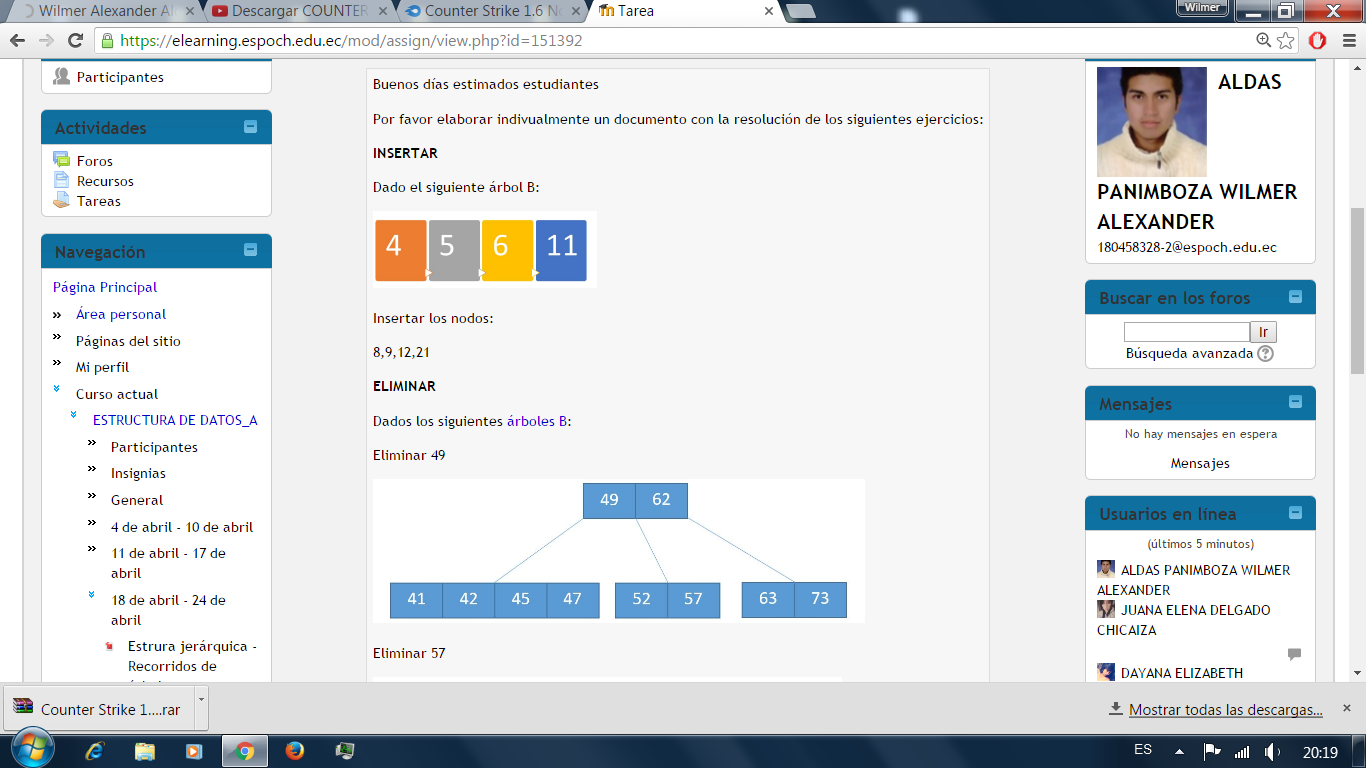 Wilmer Alexander Al
Descargar COUNTER
Counter Strike 1.6 No
Tarea
Wilmer
https://elearning.espoch.edu.ec/mod/assign/view.php?id=151392
Participantes
Actividades
Foros
Recursos
Tareas
Navegación
Página Principal
Área personal
Páginas del sitio
Mi perfil
Curso actual
ESTRUCTURA DE DATOS_A
Participantes
Insignias
General
4 de abril - 10 de abril
11 de abril - 17 de
abril
18 de abril - 24 de
abril
Estrura jerárquica -
Recorridos de
Buenos días estimados estudiantes
Por favor elaborar indivualmente un documento con la resolución de los siguientes ejercicios:
INSERTAR
Dado el siguiente árbol B:
4 5 6 11
Insertar los nodos:
8,9,12,21
ELIMINAR
Dados los siguientes árboles B:
Eliminar 49
49 62
41 42 45 47 52 57 63 73
Eliminar 57
ALDAS
PANIMBOZA WILMER
ALEXANDER
180458328-2@espoch.edu.ec
Buscar en los foros
Ir
Búsqueda avanzada ?
Mensajes
No hay mensajes en espera
Mensajes
Usuarios en línea
(últimos 5 minutos)
ALDAS PANIMBOZA WILMER
ALEXANDER
JUANA ELENA DELGADO
CHICAIZA
DAYANA ELIZABETH
Counter Strike 1....rar
Mostrar todas las descargas...
ES
20:19